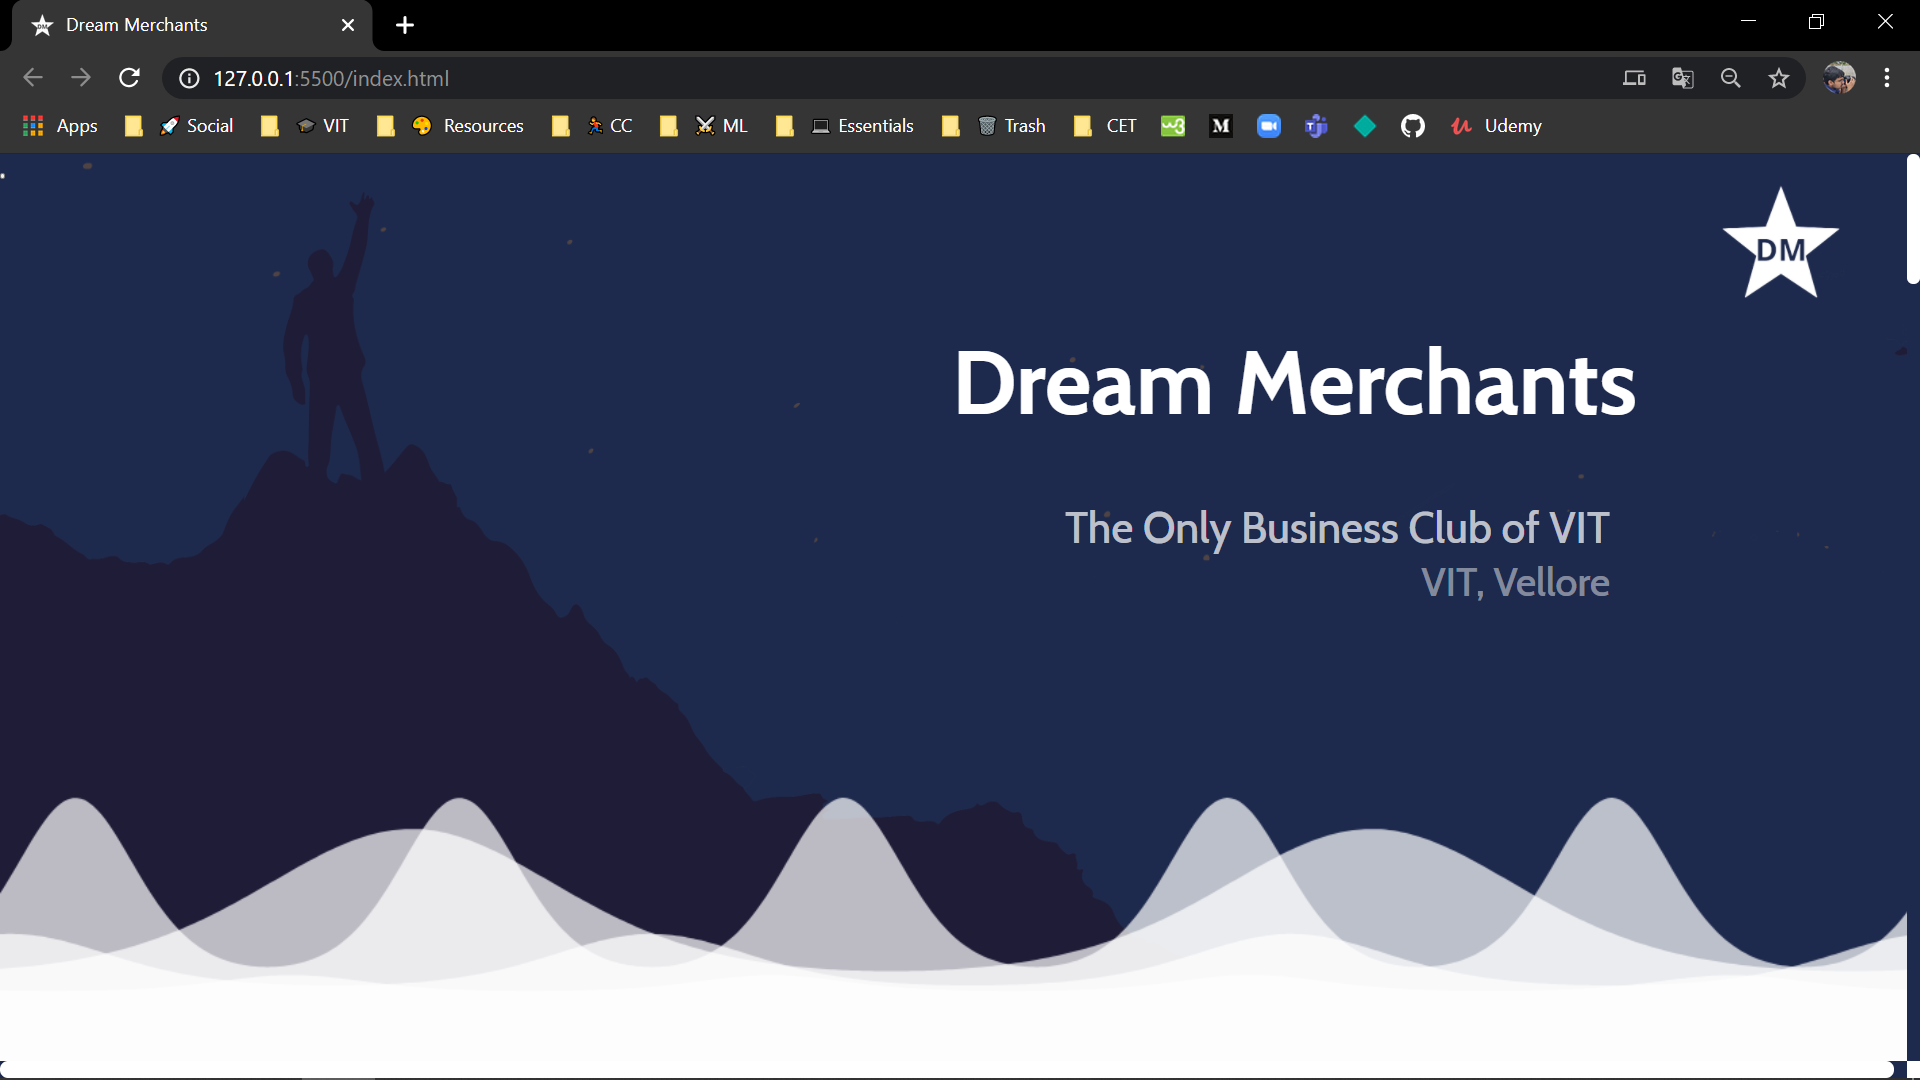 Dream Merchants
127.0.0.1:5500/index.html
Apps Social VIT Resources CC ML Essentials Trash CET w3 M Udemy
DM
Dream Merchants
The Only Business Club of VIT
VIT, Vellore